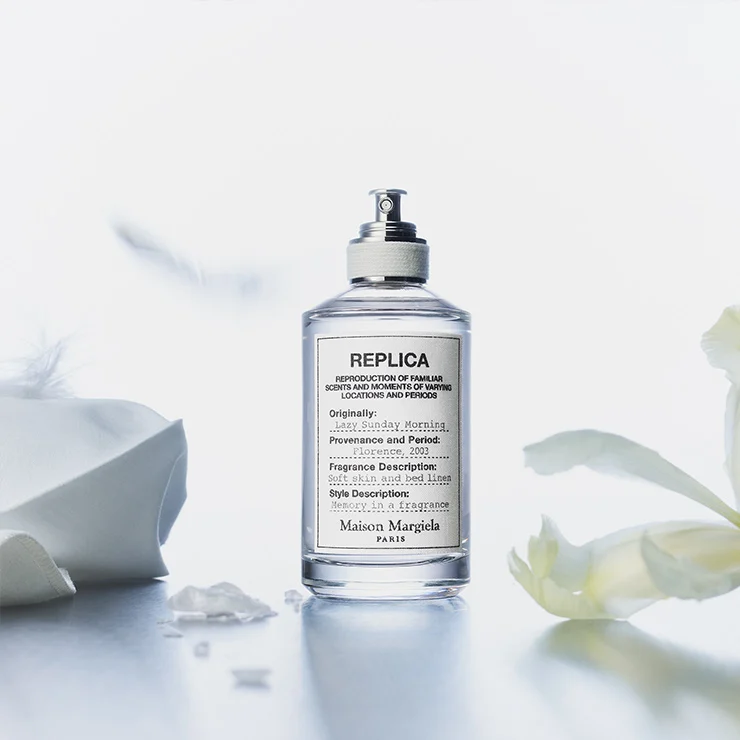 REPLICA
REPRODUCTION OF FAMILIAR
SCENTS AND MOMENTS OF VARYING
LOCATIONS AND PERIODS
Originally:
Lazy Sunday Morning
Provenance and Period:
Florence, 2003
Fragrance Description:
Soft skin and bed linen
Style Description:
Memory in a fragrance
Maison Margiela
PARIS